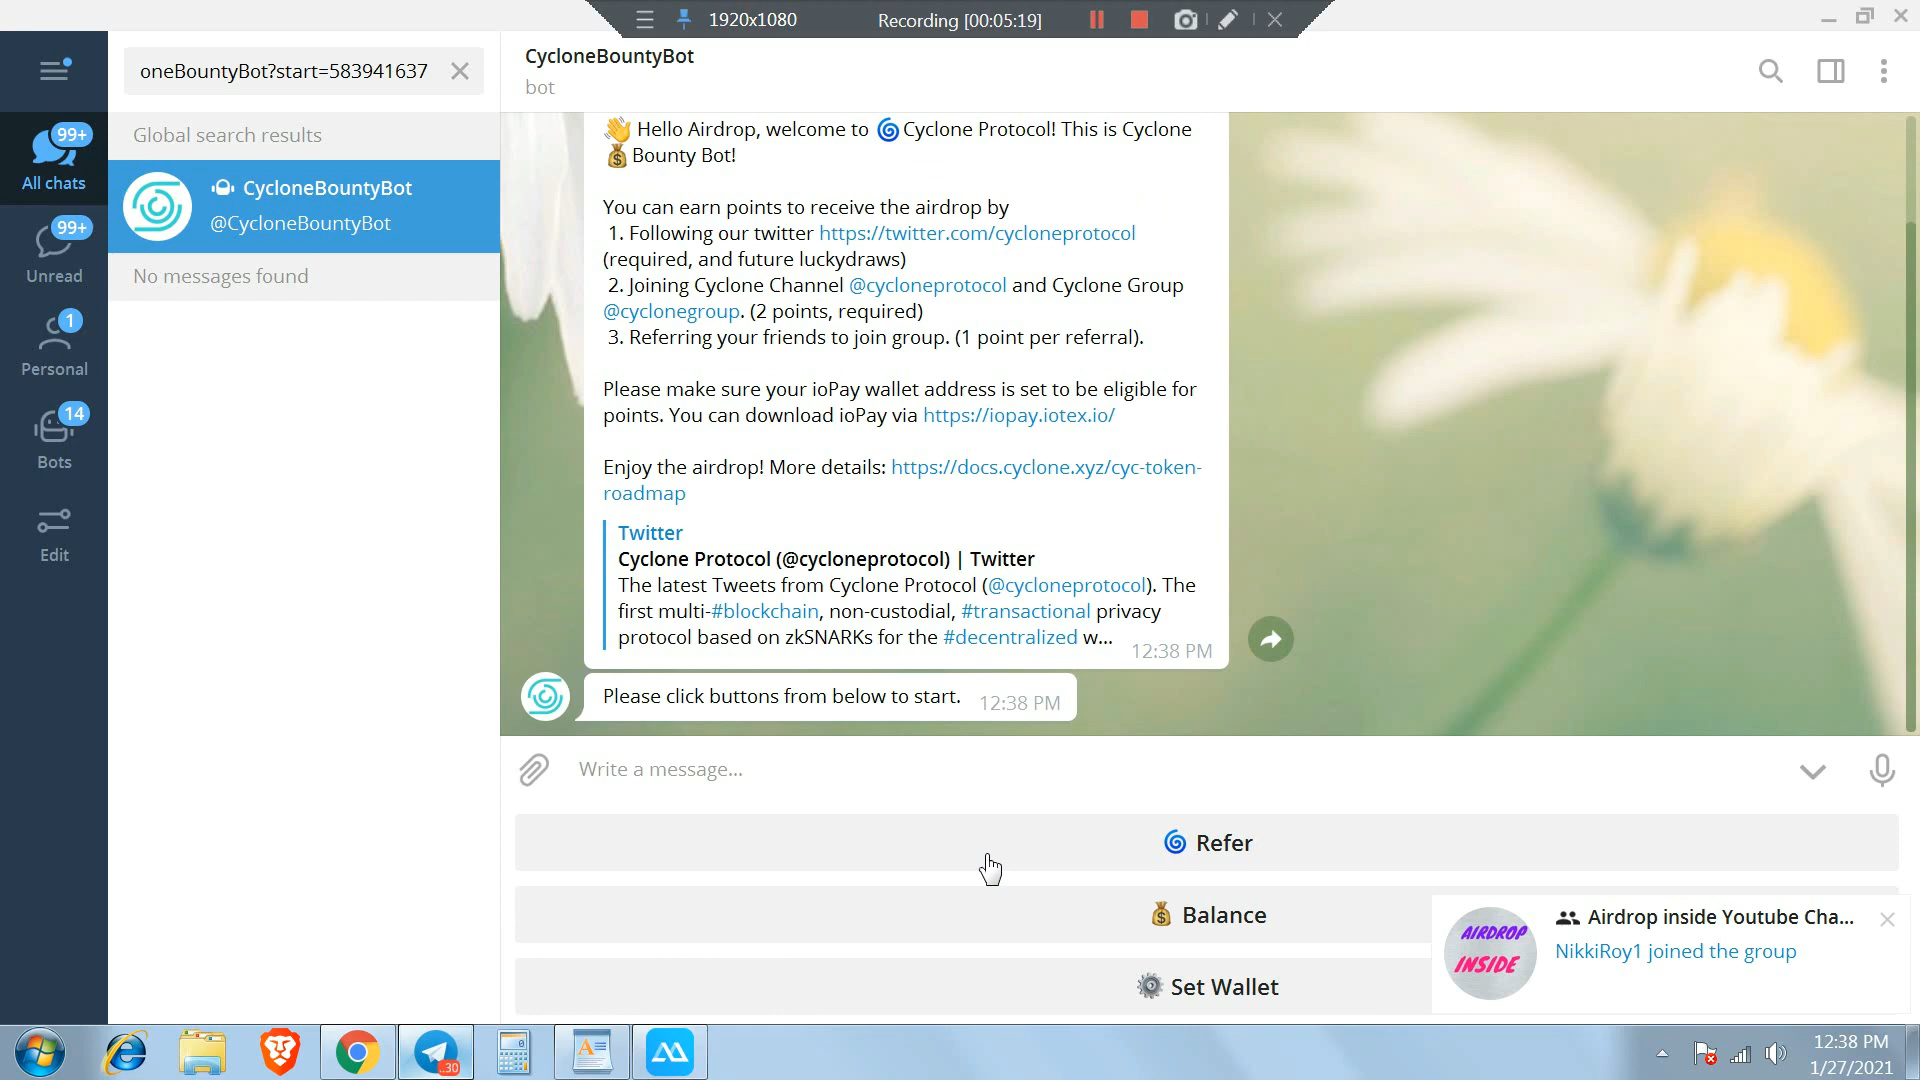 1920x1080
Recording [00:05:19]
oneBountyBot?start=583941637
Global search results
CycloneBountyBot
@CycloneBountyBot
No messages found
99+
All chats
99+
Unread
1
Personal
14
Bots
Edit
CycloneBountyBot
bot
Hello Airdrop, welcome to Cyclone Protocol! This is Cyclone
Bounty Bot!
You can earn points to receive the airdrop by
1. Following our twitter https://twitter.com/cycloneprotocol
(required, and future luckydraws)
2. Joining Cyclone Channel @cycloneprotocol and Cyclone Group
@cyclonegroup. (2 points, required)
3. Referring your friends to join group. (1 point per referral).
Please make sure your ioPay wallet address is set to be eligible for
points. You can download ioPay via https://iopay.iotex.io/
Enjoy the airdrop! More details: https://docs.cyclone.xyz/cyc-token-
roadmap
Twitter
Cyclone Protocol (@cycloneprotocol) | Twitter
The latest Tweets from Cyclone Protocol (@cycloneprotocol). The
first multi-#blockchain, non-custodial, #transactional privacy
protocol based on zkSNARKs for the #decentralized w...
12:38 PM
Please click buttons from below to start. 12:38 PM
Write a message...
Refer
Balance
Set Wallet
Airdrop inside Youtube Cha...
NikkiRoy1 joined the group
AIRDROP
INSIDE
..30
12:38 PM
1/27/2021